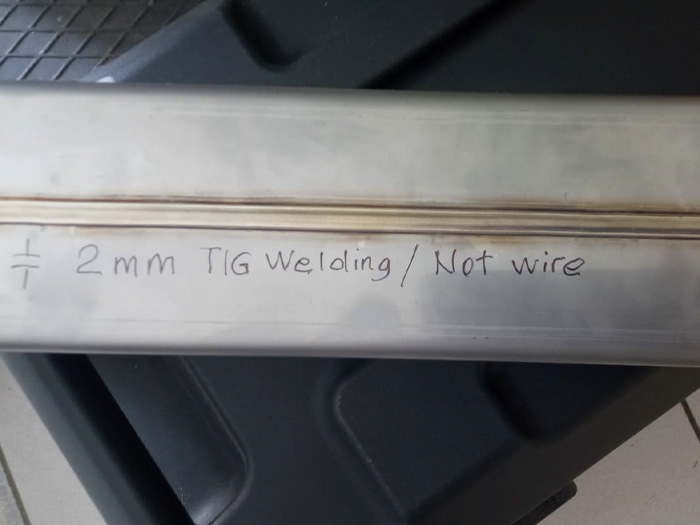 2mm TIG Welding / Not wire